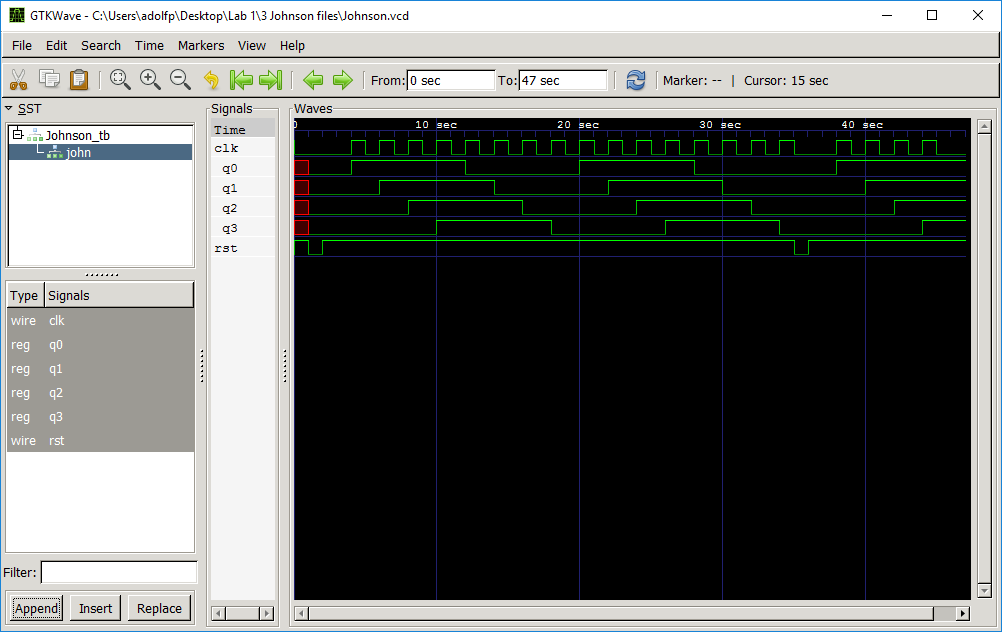 GTKWave - C:\Users\adolfp\Desktop\Lab 1\3 Johnson files\Johnson.vcd
File Edit Search Time Markers View Help
From: 0 sec To: 47 sec Marker: -- | Cursor: 15 sec
SST
Johnson_tb
john
Type Signals
wire clk
reg q0
reg q1
reg q2
reg q3
wire rst
Filter:
Append Insert Replace
Signals
Time
clk
q0
q1
q2
q3
rst
Waves
0 10 sec 20 sec 30 sec 40 sec